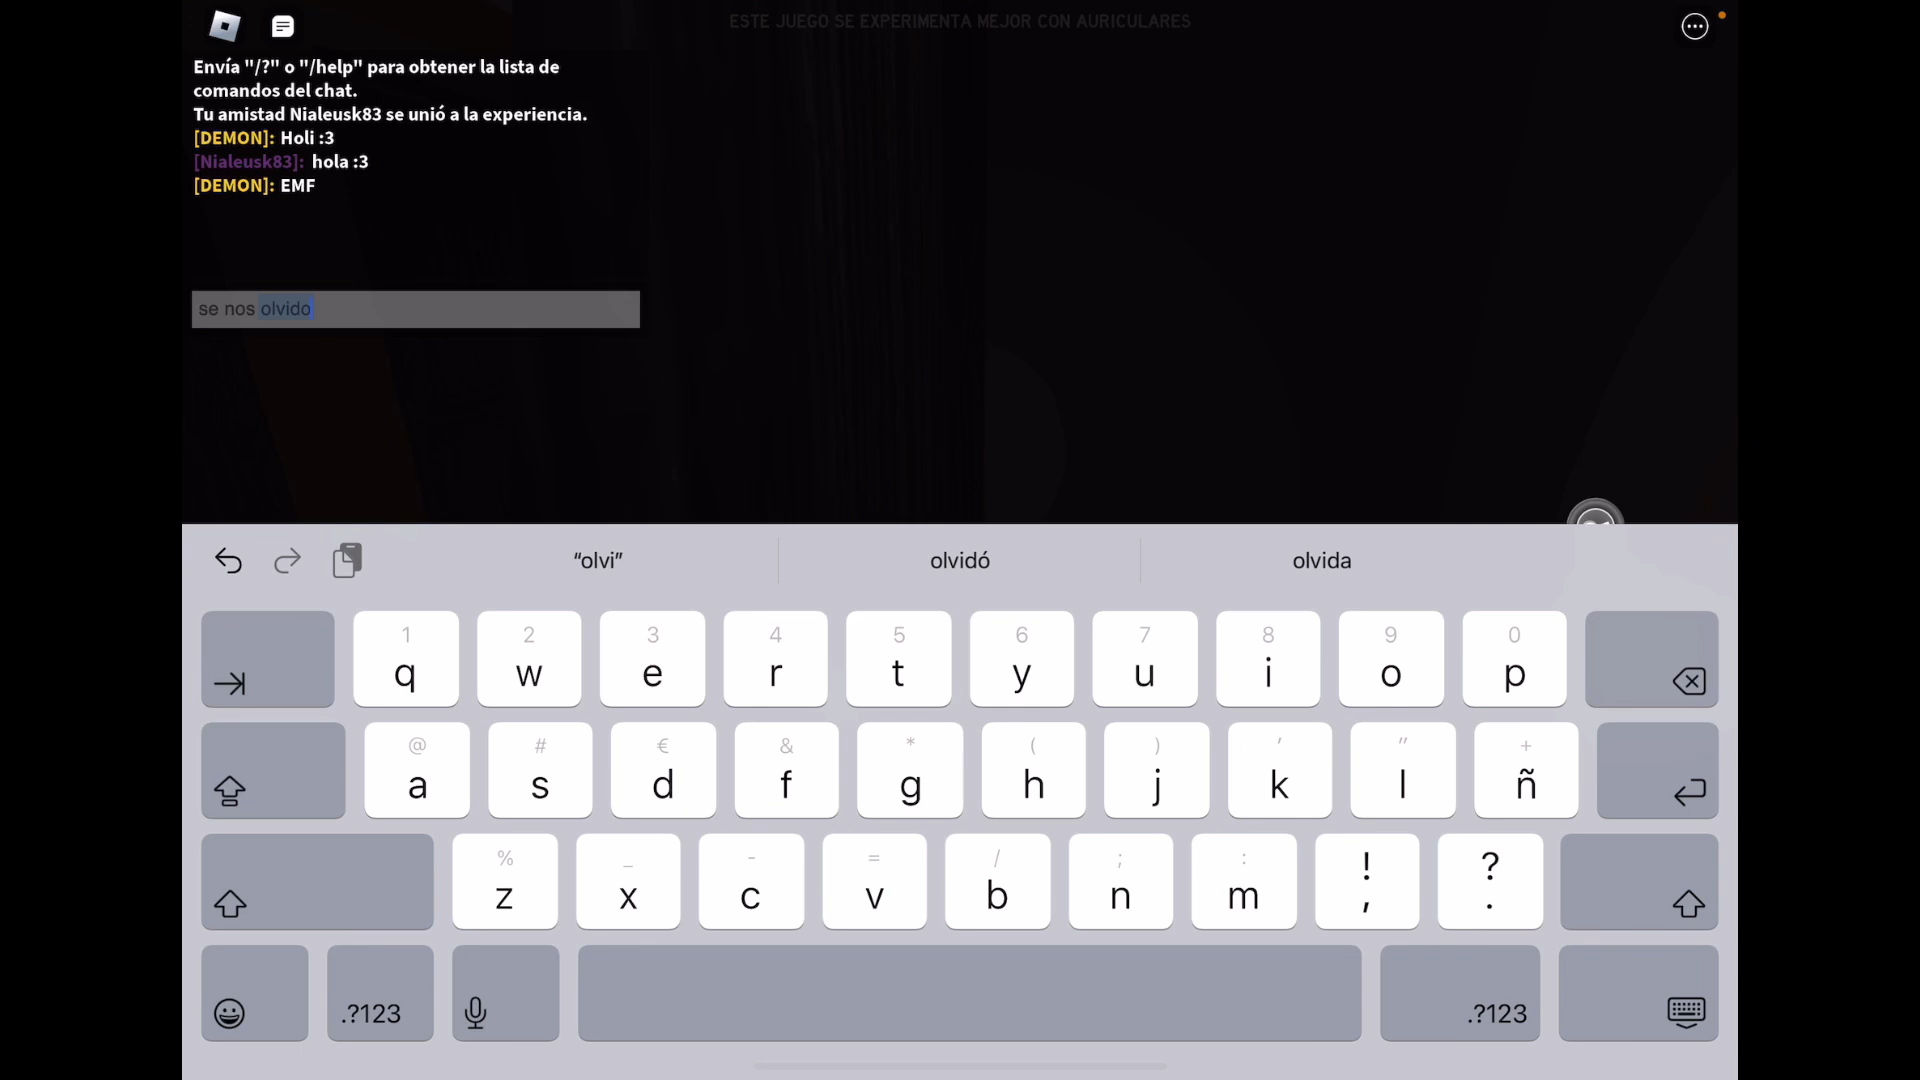 ESTE JUEGO SE EXPERIMENTA MEJOR CON AURICULARES
Envía "/?" o "/help" para obtener la lista de
comandos del chat.
Tu amistad Nialeusk83 se unió a la experiencia.
[DEMON]: Holi :3
[Nialeusk83]: hola :3
[DEMON]: EMF
se nos olvido
“olvi” olvidó olvida
1 2 3 4 5 6 7 8 9 0
q w e r t y u i o p
@ # € & * ( ) ' " +
a s d f g h j k l ñ
% _ - = / ; : ! ?
z x c v b n m , .
.?123 .?123